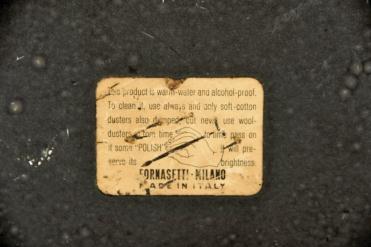 This product is warm-water and alcohol-proof.
To clean it, use always and only soft-cotton
dusters also damped, but never use wool-
dusters. From time to time pass on
it some "POLISH" it will pre-
serve its brightness.
FORNASETTI-MILANO
MADE IN ITALY